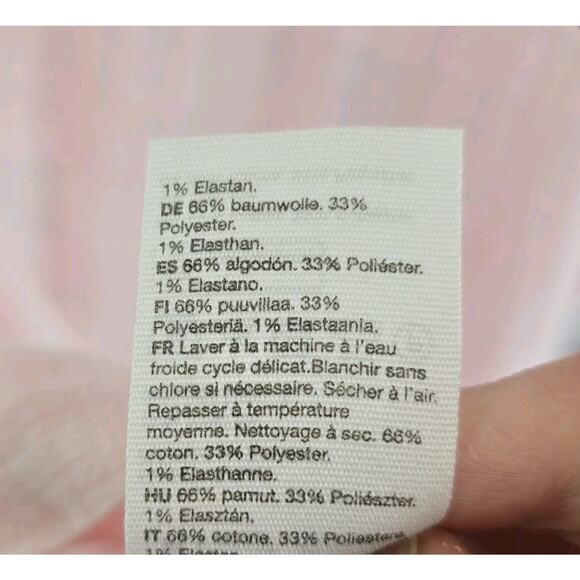 1% Elastan.
DE 66% baumwolle. 33%
Polyester.
1% Elasthan.
ES 66% algodón. 33% Poliéster.
1% Elastano.
FI 66% puuvillaa. 33%
Polyesteriä. 1% Elastaania.
FR Laver à la machine à l'eau
froide cycle délicat.Blanchir sans
chlore si nécessaire. Sécher à l'air.
Repasser à température
moyenne. Nettoyage à sec. 66%
coton. 33% Polyester.
1% Elasthanne.
HU 66% pamut. 33% Poliészter.
1% Elasztán.
IT 66% cotone. 33% Poliestere
1% Elastan